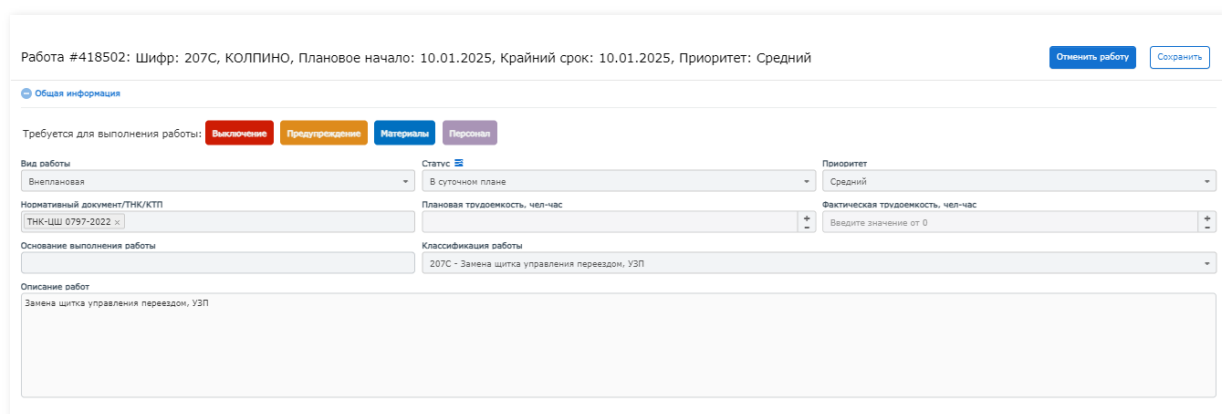 Работа #418502: Шифр: 207С, КОЛПИНО, Плановое начало: 10.01.2025, Крайний срок: 10.01.2025, Приоритет: Средний
Отменить работу
Сохранить
Общая информация
Требуется для выполнения работы: Выключение Предупреждение Материалы Персонал
Вид работы
Статус
Приоритет
Внеплановая
В суточном плане
Средний
Нормативный документ/ТНК/КТП
Плановая трудоемкость, чел-час
Фактическая трудоемкость, чел-час
ТНК-ЦШ 0797-2022 ×
Введите значение от 0
Основание выполнения работы
Классификация работы
207С - Замена щитка управления переездом, УЗП
Описание работ
Замена щитка управления переездом, УЗП